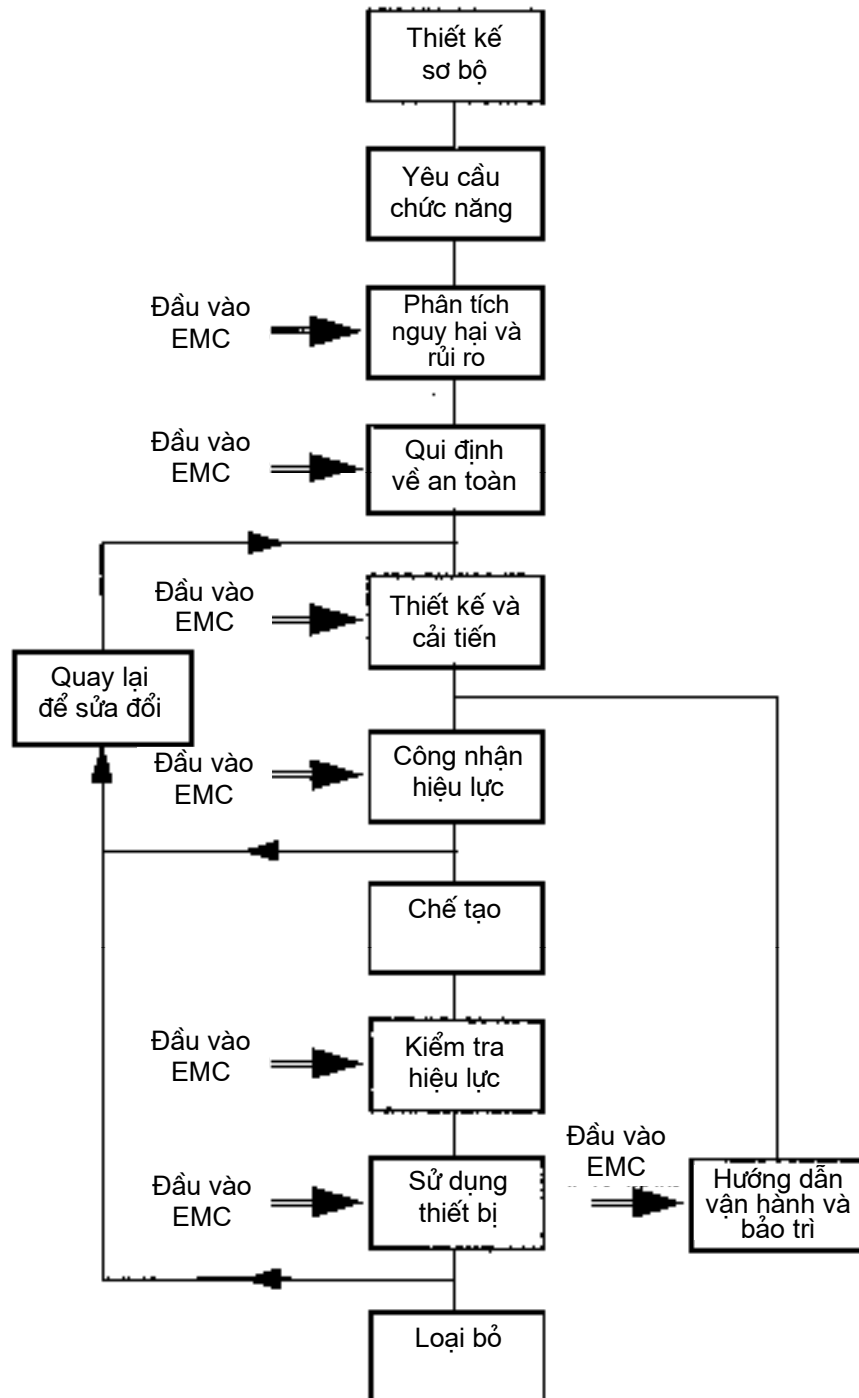 Thiết kế
sơ bộ
Yêu cầu
chức năng
Đầu vào
EMC
Phân tích
nguy hại và
rủi ro
Đầu vào
EMC
Qui định
về an toàn
Đầu vào
EMC
Thiết kế và
cải tiến
Quay lại
để sửa đổi
Đầu vào
EMC
Công nhận
hiệu lực
Chế tạo
Đầu vào
EMC
Kiểm tra
hiệu lực
Đầu vào
EMC
Sử dụng
thiết bị
Đầu vào
EMC
Hướng dẫn
vận hành và
bảo trì
Loại bỏ